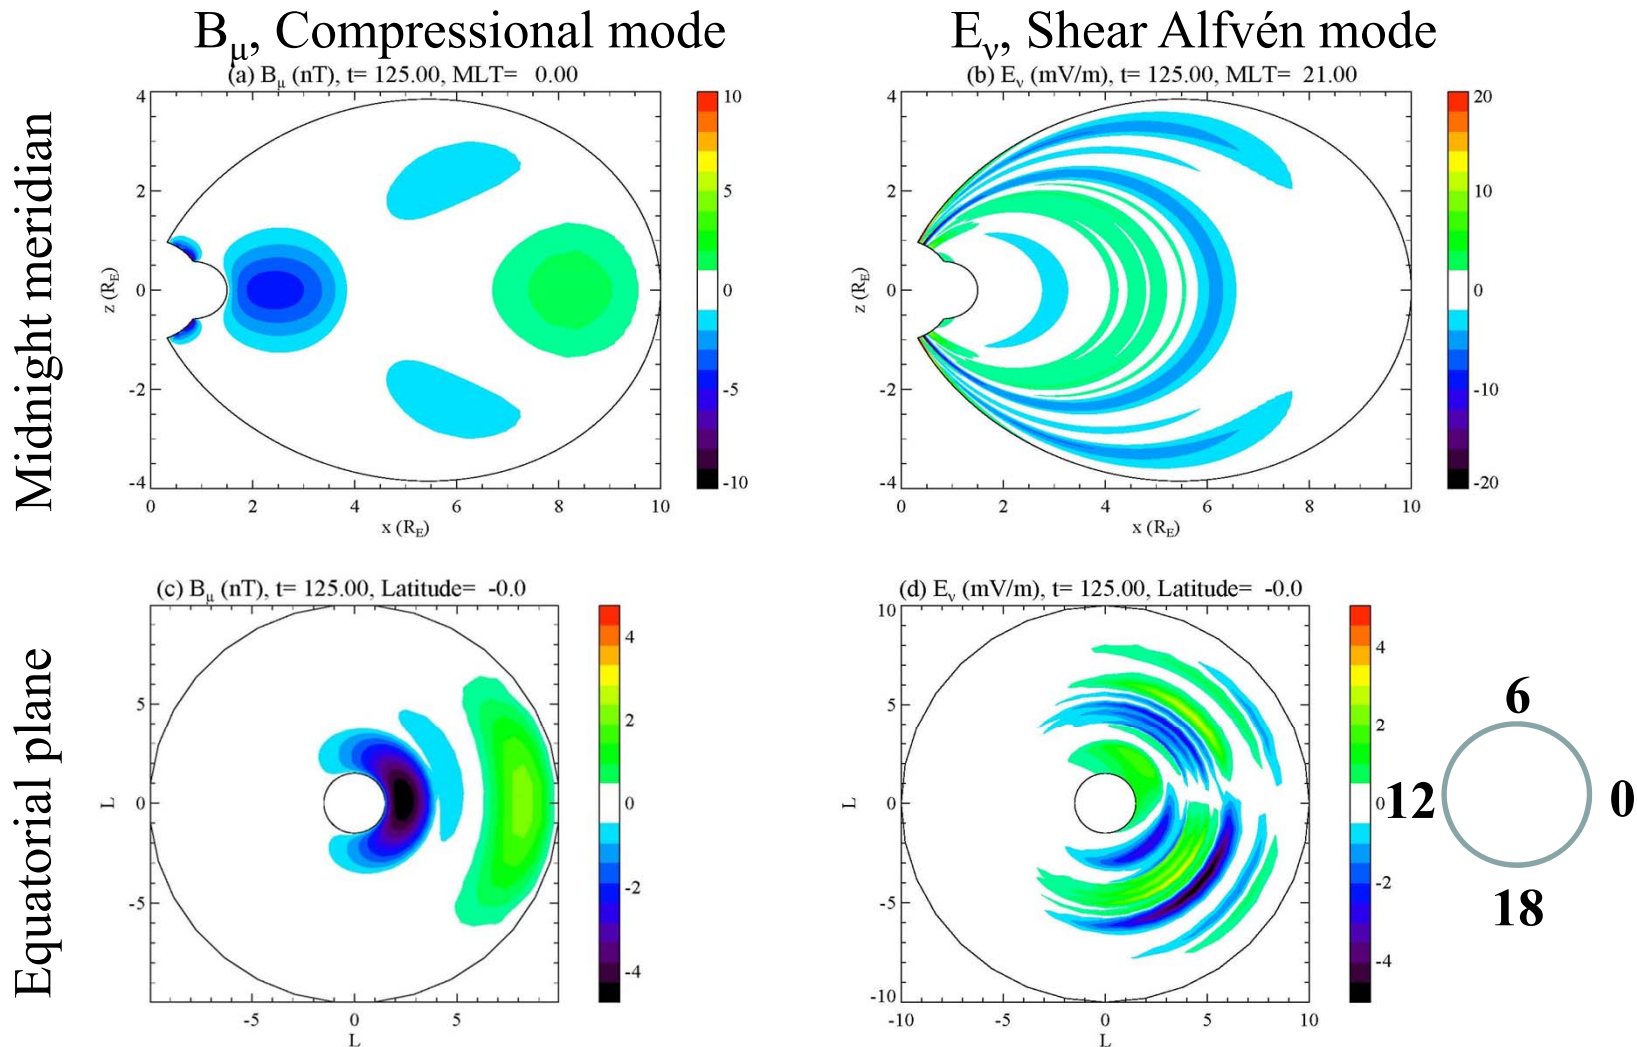 Bμ, Compressional mode
Eν, Shear Alfvén mode
Midnight meridian
(a) Bμ (nT), t= 125.00, MLT= 0.00
4
2
0
-2
-4
z (RE)
0 2 4 6 8 10
x (RE)
10
5
0
-5
-10
(b) Eν (mV/m), t= 125.00, MLT= 21.00
4
2
0
-2
-4
z (RE)
0 2 4 6 8 10
x (RE)
20
10
0
-10
-20
Equatorial plane
(c) Bμ (nT), t= 125.00, Latitude= -0.0
5
0
-5
L
-5 0 5
L
4
2
0
-2
-4
(d) Eν (mV/m), t= 125.00, Latitude= -0.0
10
5
0
-5
-10
L
-10 -5 0 5 10
L
4
2
0
-2
-4
6
12
0
18